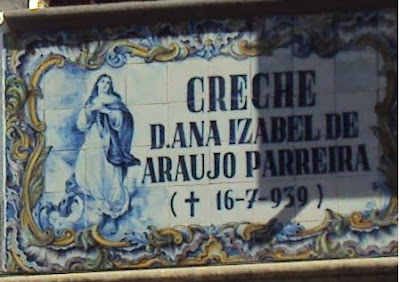 CRECHE
D. ANA IZABEL DE
ARAUJO PARREIRA
( † 16-7-939 )